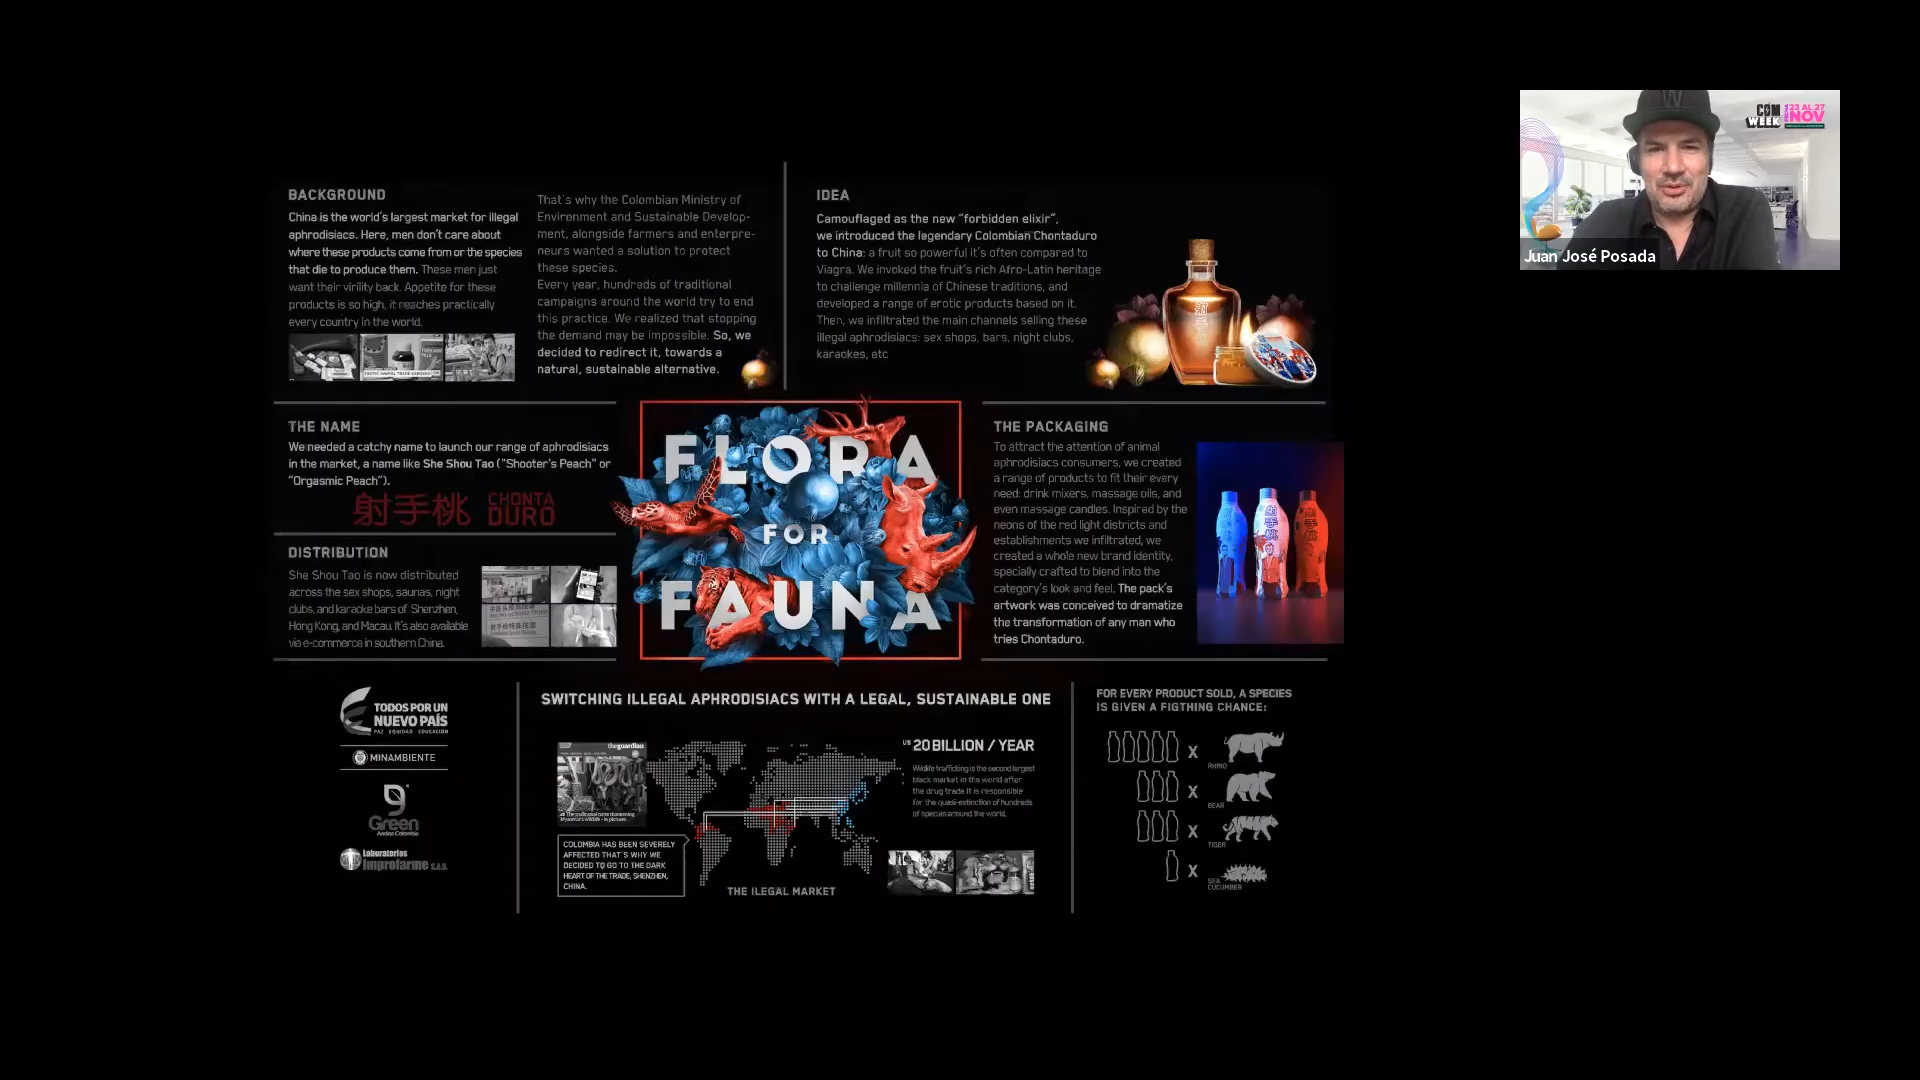 BACKGROUND
China is the world's largest market for illegal
aphrodisiacs. Here, men don't care about
where these products come from or the species
that die to produce them. These men just
want their virility back. Appetite for these
products is so high, it reaches practically
every country in the world.
EXOTIC ANIMAL TRADE EXPOSED
That's why the Colombian Ministry of
Environment and Sustainable Develop-
ment, alongside farmers and enterpre-
neurs wanted a solution to protect
these species.
Every year, hundreds of traditional
campaigns around the world try to end
this practice. We realized that stopping
the demand may be impossible. So, we
decided to redirect it, towards a
natural, sustainable alternative.
IDEA
Camouflaged as the new "forbidden elixir",
we introduced the legendary Colombian Chontaduro
to China: a fruit so powerful it's often compared to
Viagra. We invoked the fruit's rich Afro-Latin heritage
to challenge millennia of Chinese traditions, and
developed a range of erotic products based on it.
Then, we infiltrated the main channels selling these
illegal aphrodisiacs: sex shops, bars, night clubs,
karaokes, etc
COM
WEEK
23 AL 27
NOV
Juan José Posada
THE NAME
We needed a catchy name to launch our range of aphrodisiacs
in the market, a name like She Shou Tao ("Shooter's Peach" or
"Orgasmic Peach").
射手桃 CHONTA
DURO
DISTRIBUTION
She Shou Tao is now distributed
across the sex shops, saunas, night
clubs, and karaoke bars of Shenzhen,
Hong Kong, and Macau. It's also available
via e-commerce in southern China.
FLORA
FOR
FAUNA
THE PACKAGING
To attract the attention of animal
aphrodisiacs consumers, we created
a range of products to fit their every
need: drink mixers, massage oils, and
even massage candles. Inspired by the
neons of the red light districts and
establishments we infiltrated, we
created a whole new brand identity,
specially crafted to blend into the
category's look and feel. The pack's
artwork was conceived to dramatize
the transformation of any man who
tries Chontaduro.
TODOS POR UN
NUEVO PAÍS
PAZ EQUIDAD EDUCACIÓN
MINAMBIENTE
Green
Andina Colombia
Laboratorios
Improfarme S.A.S.
SWITCHING ILLEGAL APHRODISIACS WITH A LEGAL, SUSTAINABLE ONE
theguardian
US 20 BILLION / YEAR
Wildlife trafficking is the second largest
black market in the world after
the drug trade It is responsible
for the quasi-extinction of hundreds
of species around the world.
COLOMBIA HAS BEEN SEVERELY
AFFECTED THAT'S WHY WE
DECIDED TO GO TO THE DARK
HEART OF THE TRADE, SHENZHEN,
CHINA.
THE ILEGAL MARKET
FOR EVERY PRODUCT SOLD, A SPECIES
IS GIVEN A FIGTHING CHANCE:
X
RHINO
X
BEAR
X
TIGER
X
SEA
CUCUMBER